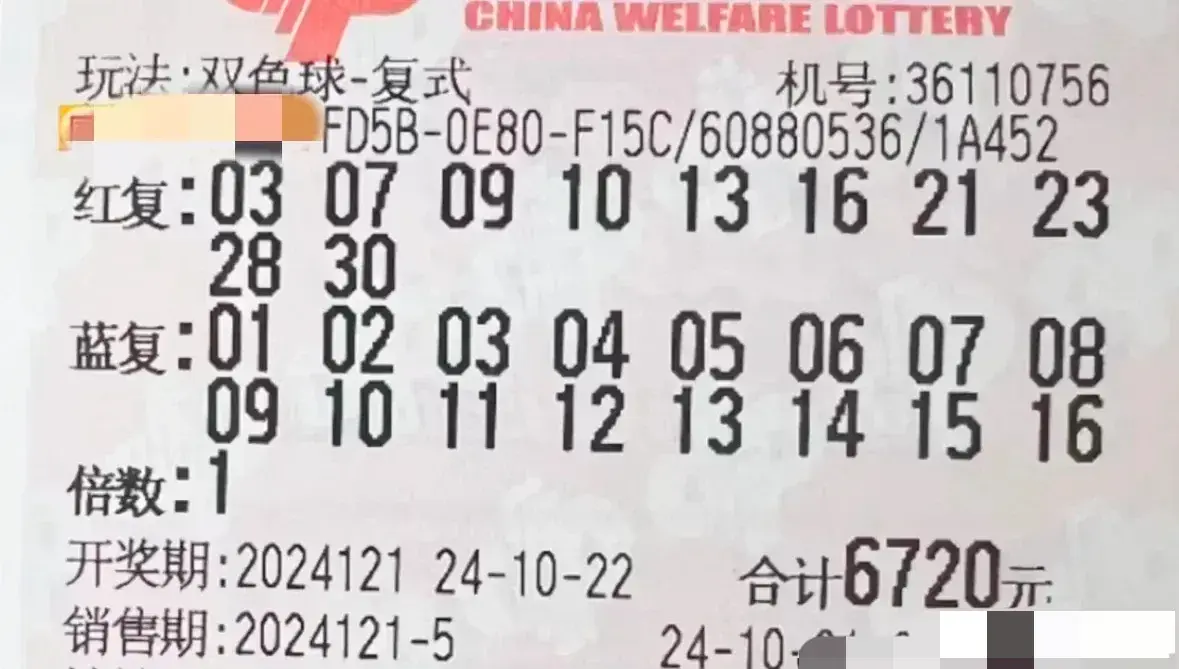 CHINA WELFARE LOTTERY
玩法:双色球-复式 机号:36110756
FD5B-0E80-F15C/60880536/1A452
红复:03 07 09 10 13 16 21 23
28 30
蓝复:01 02 03 04 05 06 07 08
09 10 11 12 13 14 15 16
倍数:1
开奖期:2024121 24-10-22 合计6720元
销售期:2024121-5 24-10-